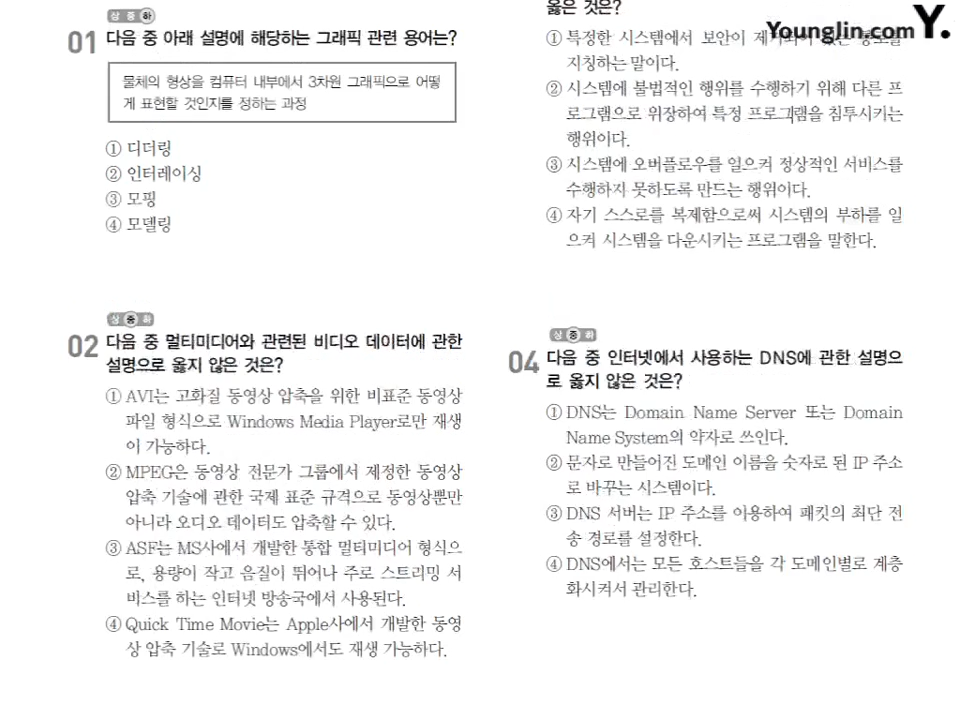 상 중 하
01 다음 중 아래 설명에 해당하는 그래픽 관련 용어는?
물체의 형상을 컴퓨터 내부에서 3차원 그래픽으로 어떻
게 표현할 것인지를 정하는 과정
① 디더링
② 인터레이싱
③ 모핑
④ 모델링
상 중 하
02 다음 중 멀티미디어와 관련된 비디오 데이터에 관한
설명으로 옳지 않은 것은?
① AVI는 고화질 동영상 압축을 위한 비표준 동영상
파일 형식으로 Windows Media Player로만 재생
이 가능하다.
② MPEG은 동영상 전문가 그룹에서 제정한 동영상
압축 기술에 관한 국제 표준 규격으로 동영상뿐만
아니라 오디오 데이터도 압축할 수 있다.
③ ASF는 MS사에서 개발한 통합 멀티미디어 형식으
로, 용량이 작고 음질이 뛰어나 주로 스트리밍 서
비스를 하는 인터넷 방송국에서 사용된다.
④ Quick Time Movie는 Apple사에서 개발한 동영
상 압축 기술로 Windows에서도 재생 가능하다.
옳은 것은?
Younglin.com Y.
① 특정한 시스템에서 보안이
지칭하는 말이다.
② 시스템에 불법적인 행위를 수행하기 위해 다른 프
로그램으로 위장하여 특정 프로그램을 침투시키는
행위이다.
③ 시스템에 오버플로우를 일으켜 정상적인 서비스를
수행하지 못하도록 만드는 행위이다.
④ 자기 스스로를 복제함으로써 시스템의 부하를 일
으켜 시스템을 다운시키는 프로그램을 말한다.
상 중 하
04 다음 중 인터넷에서 사용하는 DNS에 관한 설명으
로 옳지 않은 것은?
① DNS는 Domain Name Server 또는 Domain
Name System의 약자로 쓰인다.
② 문자로 만들어진 도메인 이름을 숫자로 된 IP 주소
로 바꾸는 시스템이다.
③ DNS 서버는 IP 주소를 이용하여 패킷의 최단 전
송 경로를 설정한다.
④ DNS에서는 모든 호스트들을 각 도메인별로 계층
화시켜서 관리한다.